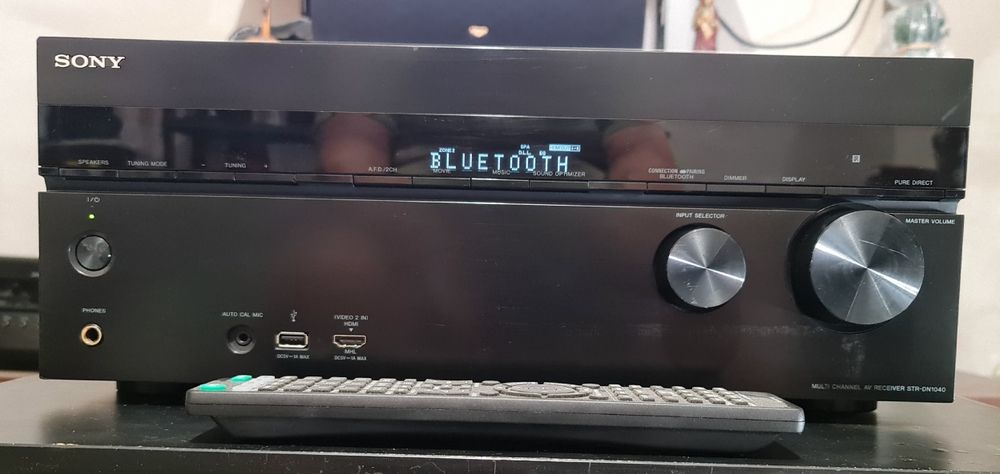 SONY
ZONE2 SPA D.L.L. EQ HDMI OUT
BLUETOOTH
SPEAKERS TUNING MODE - TUNING + A.F.D./2CH MOVIE MUSIC SOUND OPTIMIZER CONNECTION PAIRING BLUETOOTH DIMMER DISPLAY PURE DIRECT
I/⏻
INPUT SELECTOR
MASTER VOLUME
PHONES
AUTO CAL MIC
DC5V⎓1A MAX
(VIDEO 2 IN)
HDMI
MHL
DC5V⎓1A MAX
MULTI CHANNEL AV RECEIVER STR-DN1040